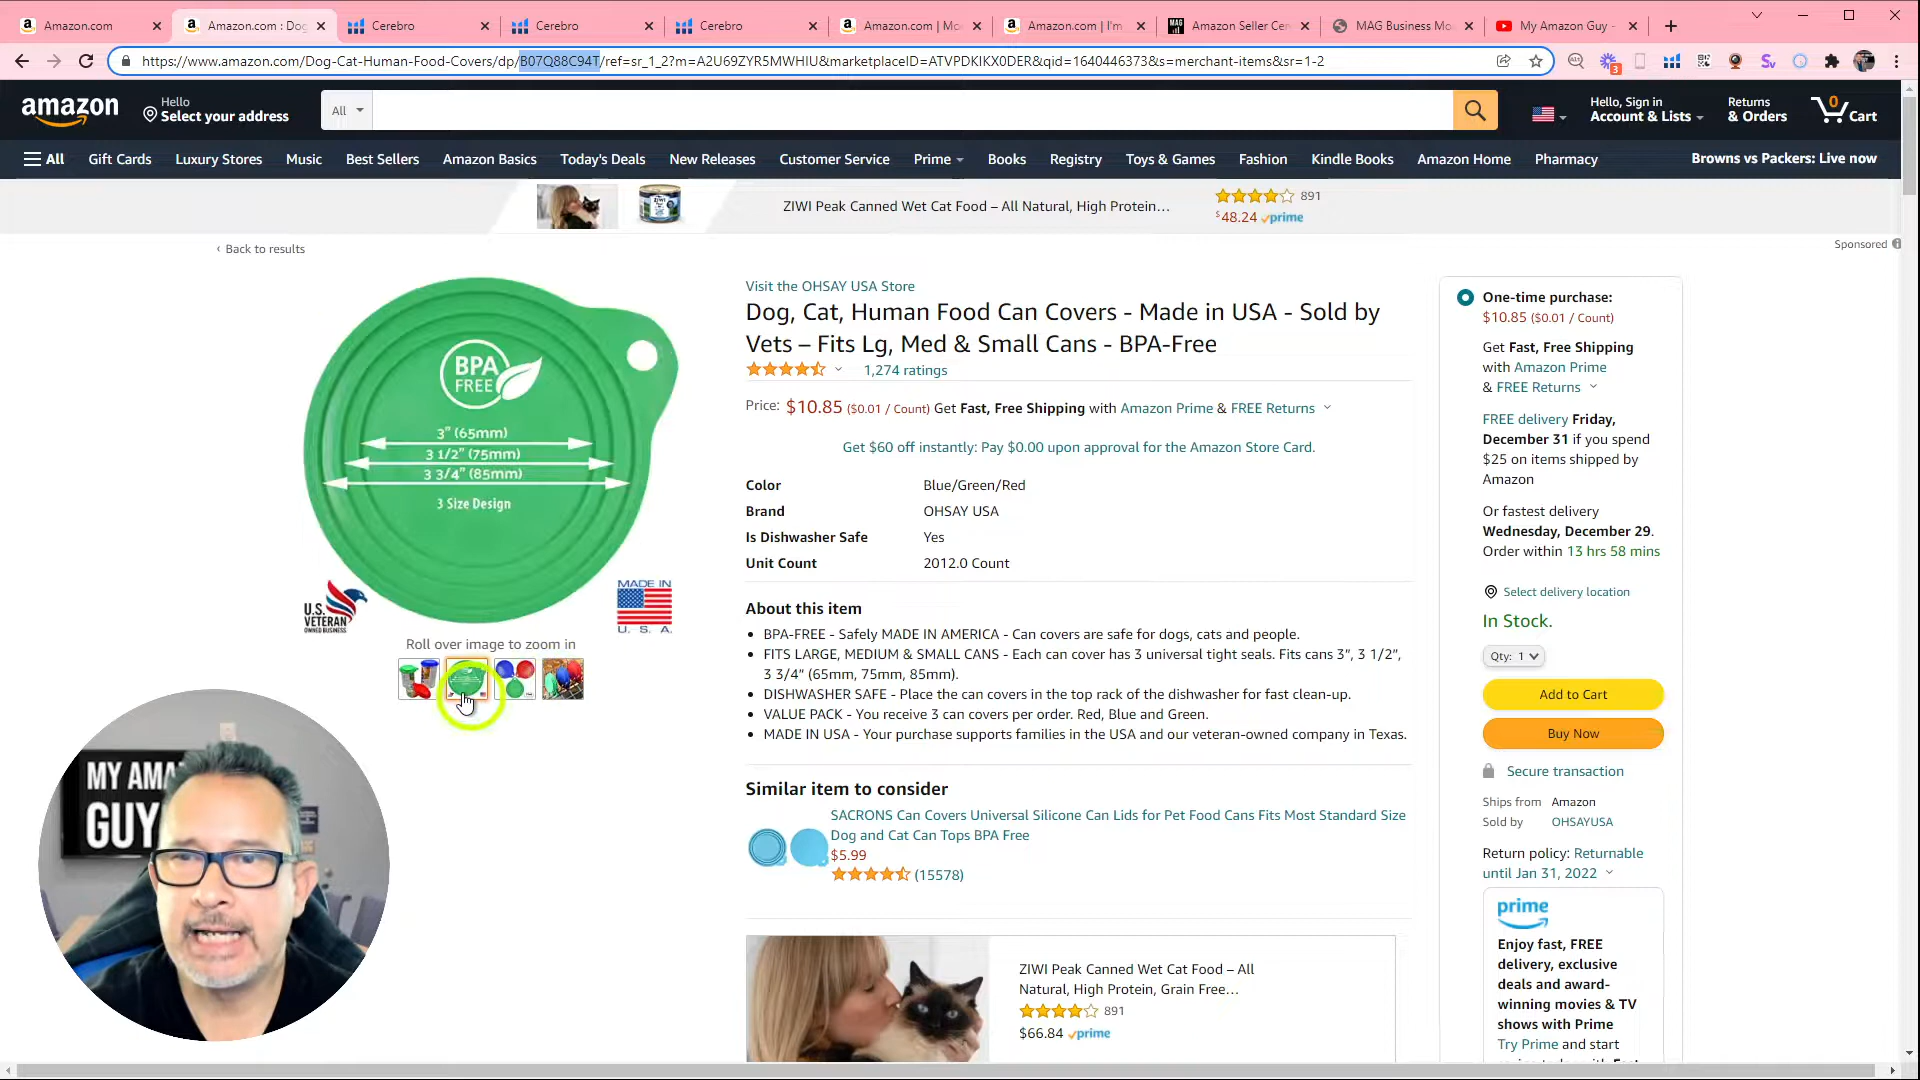 Amazon.com
Amazon.com : Dog
Cerebro
Cerebro
Cerebro
Amazon.com | Mo
Amazon.com | I'm
Amazon Seller Cen
MAG Business Mo
My Amazon Guy -
https://www.amazon.com/Dog-Cat-Human-Food-Covers/dp/B07Q88C94T/ref=sr_1_2?m=A2U69ZYR5MWHIU&marketplaceID=ATVPDKIKX0DER&qid=1640446373&s=merchant-items&sr=1-2
3
amazon
Hello
Select your address
All
Hello, Sign in
Account & Lists
Returns
& Orders
0
Cart
All
Gift Cards
Luxury Stores
Music
Best Sellers
Amazon Basics
Today's Deals
New Releases
Customer Service
Prime
Books
Registry
Toys & Games
Fashion
Kindle Books
Amazon Home
Pharmacy
Browns vs Packers: Live now
ZIWI Peak Canned Wet Cat Food – All Natural, High Protein…
891
$48.24 prime
‹ Back to results
Sponsored
BPA
FREE
3" (65mm)
3 1/2" (75mm)
3 3/4" (85mm)
3 Size Design
U.S.
VETERAN
OWNED BUSINESS
MADE IN
U. S. A.
Roll over image to zoom in
Visit the OHSAY USA Store
Dog, Cat, Human Food Can Covers - Made in USA - Sold by
Vets – Fits Lg, Med & Small Cans - BPA-Free
1,274 ratings
Price: $10.85 ($0.01 / Count) Get Fast, Free Shipping with Amazon Prime & FREE Returns
Get $60 off instantly: Pay $0.00 upon approval for the Amazon Store Card.
Color Blue/Green/Red
Brand OHSAY USA
Is Dishwasher Safe Yes
Unit Count 2012.0 Count
About this item
• BPA-FREE - Safely MADE IN AMERICA - Can covers are safe for dogs, cats and people.
• FITS LARGE, MEDIUM & SMALL CANS - Each can cover has 3 universal tight seals. Fits cans 3", 3 1/2",
3 3/4" (65mm, 75mm, 85mm).
• DISHWASHER SAFE - Place the can covers in the top rack of the dishwasher for fast clean-up.
• VALUE PACK - You receive 3 can covers per order. Red, Blue and Green.
• MADE IN USA - Your purchase supports families in the USA and our veteran-owned company in Texas.
Similar item to consider
SACRONS Can Covers Universal Silicone Can Lids for Pet Food Cans Fits Most Standard Size
Dog and Cat Can Tops BPA Free
$5.99
(15578)
ZIWI Peak Canned Wet Cat Food – All
Natural, High Protein, Grain Free…
891
$66.84 prime
One-time purchase:
$10.85 ($0.01 / Count)
Get Fast, Free Shipping
with Amazon Prime
& FREE Returns
FREE delivery Friday,
December 31 if you spend
$25 on items shipped by
Amazon
Or fastest delivery
Wednesday, December 29.
Order within 13 hrs 58 mins
Select delivery location
In Stock.
Qty: 1
Add to Cart
Buy Now
Secure transaction
Ships from Amazon
Sold by OHSAYUSA
Return policy: Returnable
until Jan 31, 2022
prime
Enjoy fast, FREE
delivery, exclusive
deals and award-
winning movies & TV
shows with Prime
Try Prime and start
MY AMA
GUY